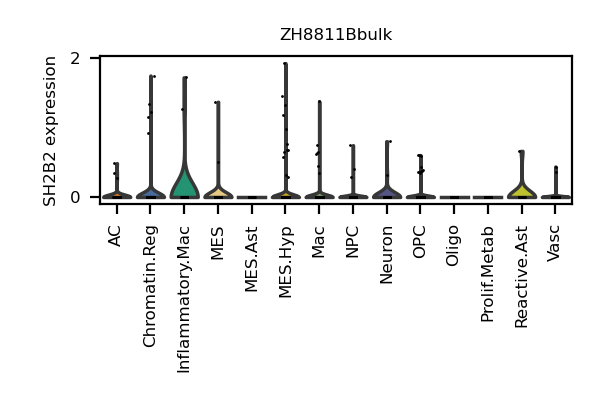 ZH8811Bbulk
SH2B2 expression
2
0
AC
Chromatin.Reg
Inflammatory.Mac
MES
MES.Ast
MES.Hyp
Mac
NPC
Neuron
OPC
Oligo
Prolif.Metab
Reactive.Ast
Vasc